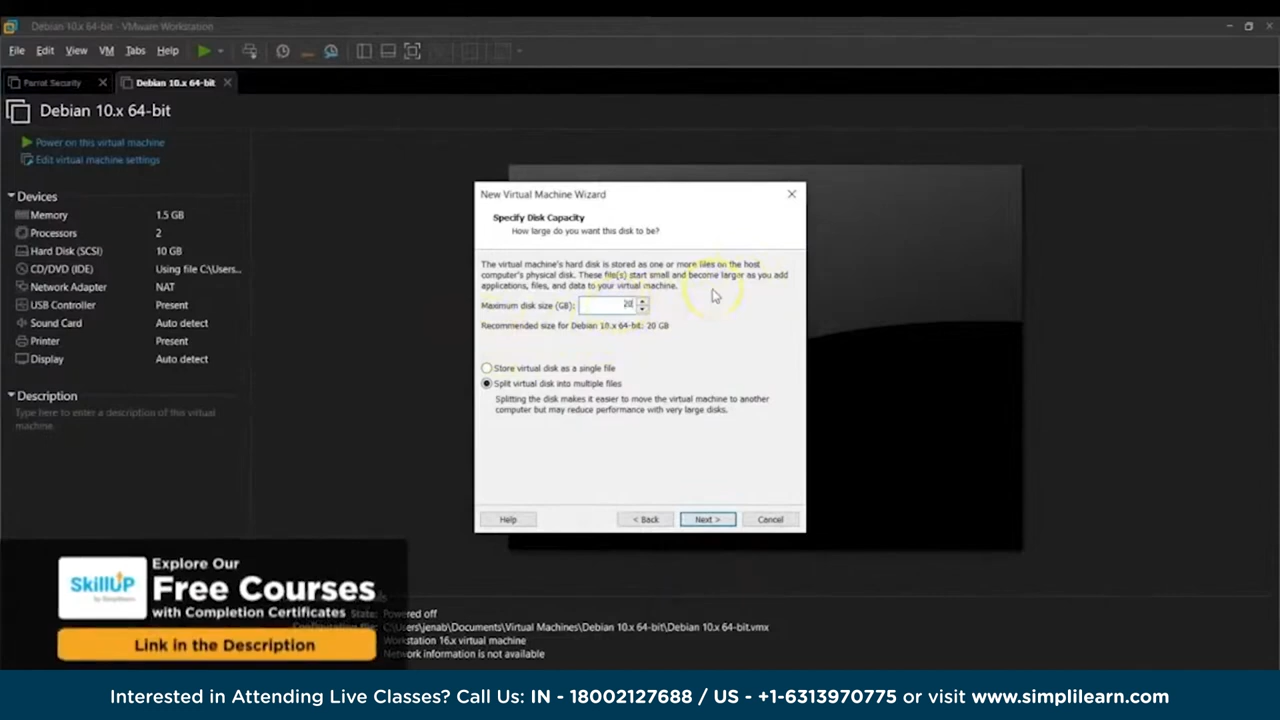 Debian 10.x 64-bit - VMware Workstation
File Edit View VM Tabs Help
Parrot Security Debian 10.x 64-bit
Debian 10.x 64-bit
Power on this virtual machine
Edit virtual machine settings
Devices
Memory 1.5 GB
Processors 2
Hard Disk (SCSI) 10 GB
CD/DVD (IDE) Using file C:\Users...
Network Adapter NAT
USB Controller Present
Sound Card Auto detect
Printer Present
Display Auto detect
Description
Type here to enter a description of this virtual
machine.
New Virtual Machine Wizard
Specify Disk Capacity
How large do you want this disk to be?
The virtual machine's hard disk is stored as one or more files on the host
computer's physical disk. These file(s) start small and become larger as you add
applications, files, and data to your virtual machine.
Maximum disk size (GB): 20
Recommended size for Debian 10.x 64-bit: 20 GB
Store virtual disk as a single file
Split virtual disk into multiple files
Splitting the disk makes it easier to move the virtual machine to another
computer but may reduce performance with very large disks.
Help < Back Next > Cancel
SkillUP
by Simplilearn
Explore Our
Free Courses
with Completion Certificates
Link in the Description
State: Powered off
C:\Users\jenab\Documents\Virtual Machines\Debian 10.x 64-bit\Debian 10.x 64-bit.vmx
Workstation 16.x virtual machine
Network information is not available
Interested in Attending Live Classes? Call Us: IN - 18002127688 / US - +1-6313970775 or visit www.simplilearn.com